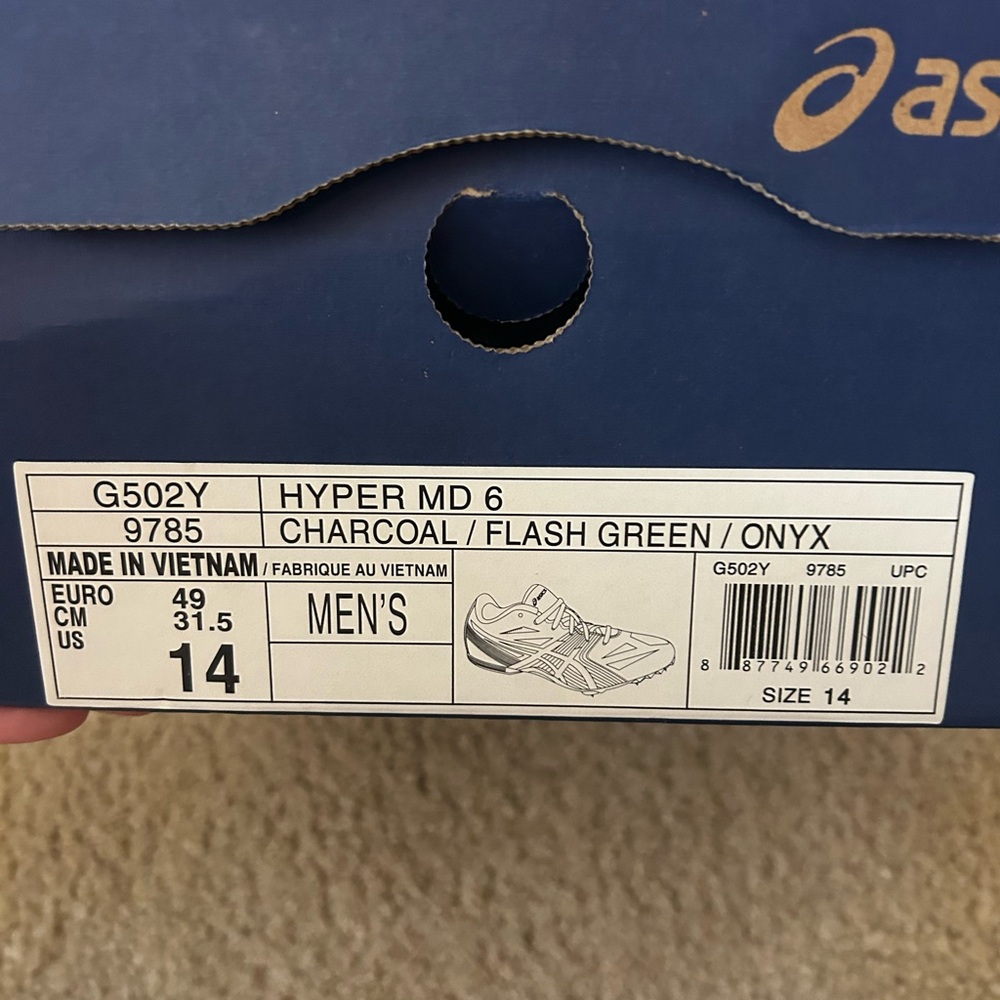 as
G502Y HYPER MD 6
9785 CHARCOAL / FLASH GREEN / ONYX
MADE IN VIETNAM / FABRIQUE AU VIETNAM
EURO 49
CM 31.5
US 14
MEN'S
asics
G502Y 9785 UPC
8 87749 66902 2
SIZE 14